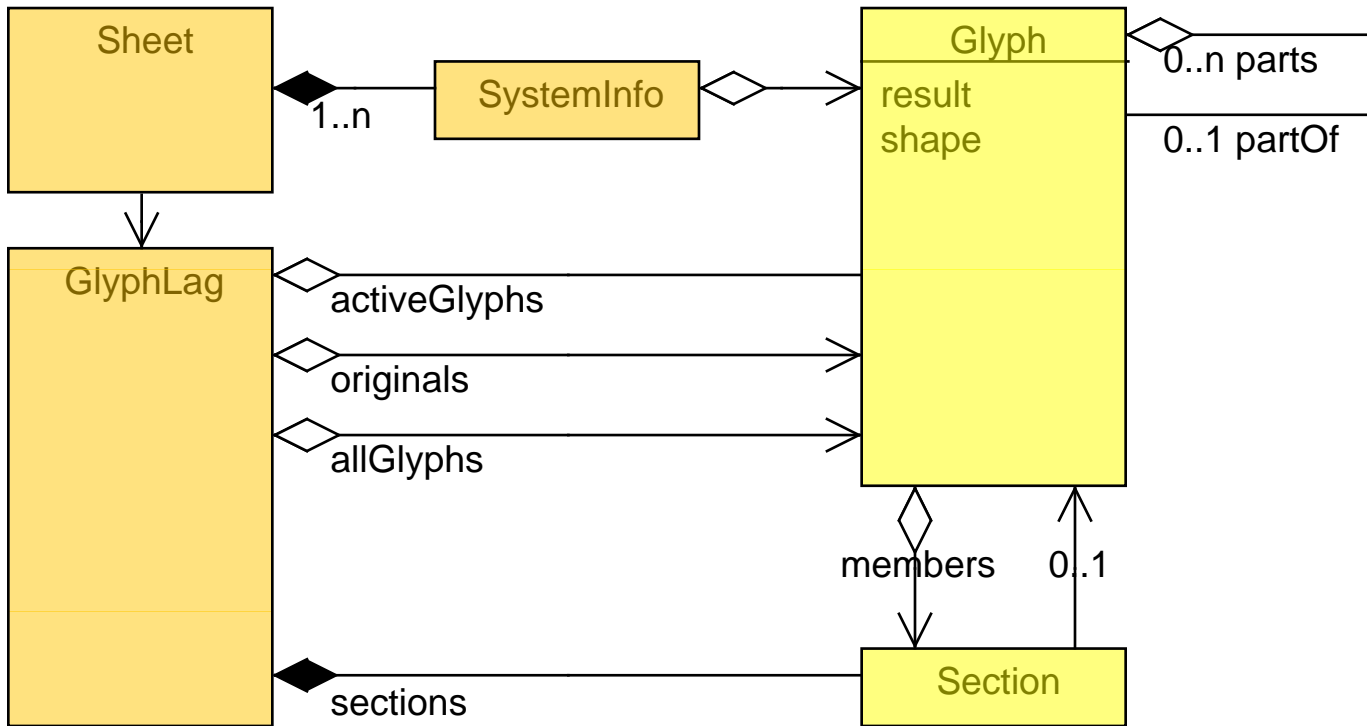 Sheet
1..n
SystemInfo
Glyph
result
shape
0..n parts
0..1 partOf
GlyphLag
activeGlyphs
originals
allGlyphs
members
0..1
sections
Section